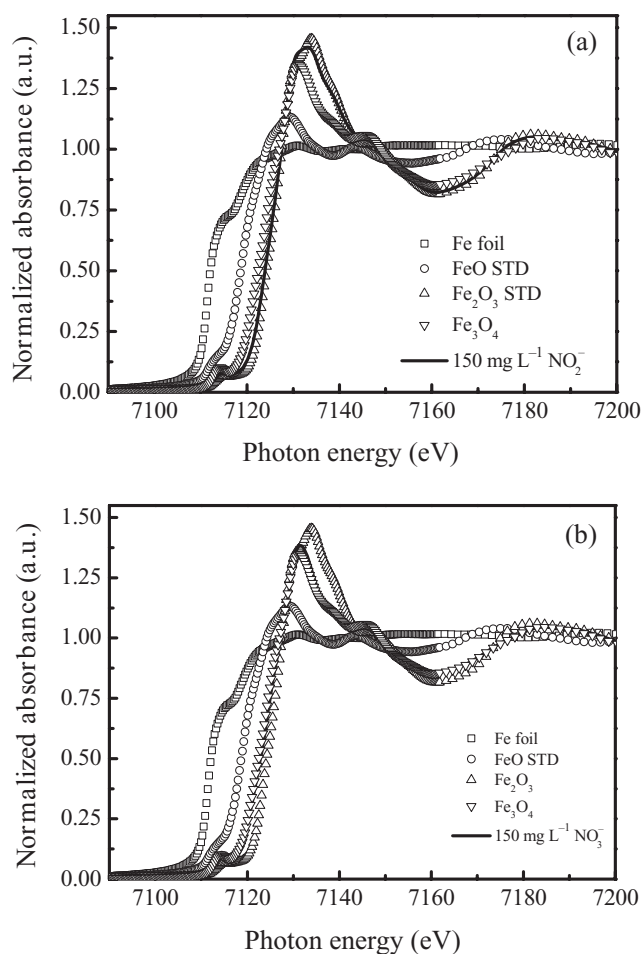 (a)
Normalized absorbance (a.u.)
1.50
1.25
1.00
0.75
0.50
0.25
0.00
Fe foil
FeO STD
Fe₂O₃ STD
Fe₃O₄
150 mg L⁻¹ NO₂⁻
7100 7120 7140 7160 7180 7200
Photon energy (eV)
(b)
Normalized absorbance (a.u.)
1.50
1.25
1.00
0.75
0.50
0.25
0.00
Fe foil
FeO STD
Fe₂O₃
Fe₃O₄
150 mg L⁻¹ NO₃⁻
7100 7120 7140 7160 7180 7200
Photon energy (eV)